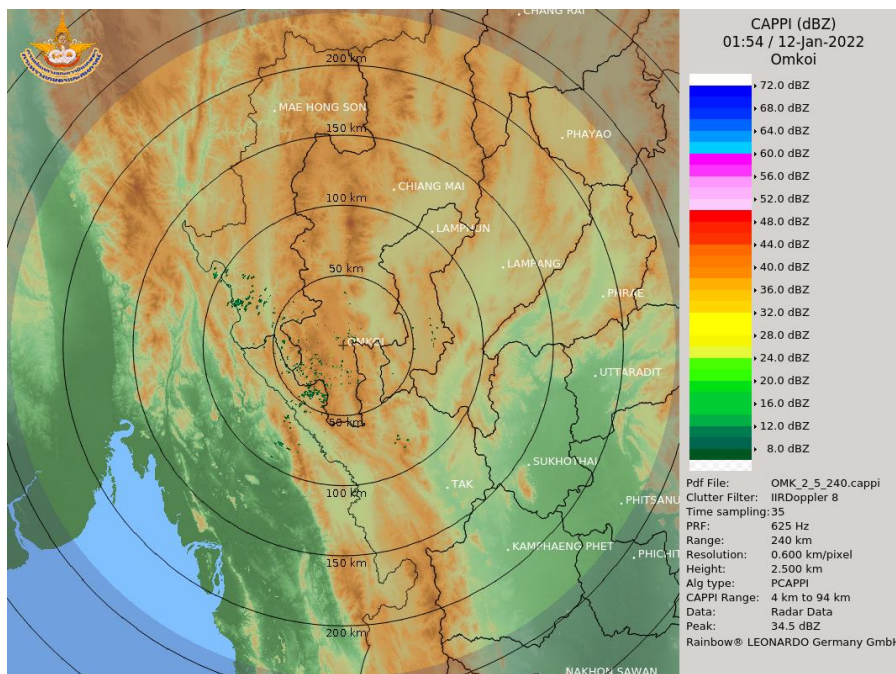 CHANG RAI
200 km
MAE HONG SON
150 km
PHAYAO
CHIANG MAI
100 km
LAMPHUN
LAMPANG
50 km
PHRAE
OMKOI
UTTARADIT
50 km
SUKHOTHAI
TAK
100 km
PHITSANU
KAMPHAENG PHET
PHICHIT
150 km
200 km
NAKHON SAWAN
CAPPI (dBZ)
01:54 / 12-Jan-2022
Omkoi
72.0 dBZ
68.0 dBZ
64.0 dBZ
60.0 dBZ
56.0 dBZ
52.0 dBZ
48.0 dBZ
44.0 dBZ
40.0 dBZ
36.0 dBZ
32.0 dBZ
28.0 dBZ
24.0 dBZ
20.0 dBZ
16.0 dBZ
12.0 dBZ
8.0 dBZ
Pdf File: OMK_2_5_240.cappi
Clutter Filter: IIRDoppler 8
Time sampling: 35
PRF: 625 Hz
Range: 240 km
Resolution: 0.600 km/pixel
Height: 2.500 km
Alg type: PCAPPI
CAPPI Range: 4 km to 94 km
Data: Radar Data
Peak: 34.5 dBZ
Rainbow® LEONARDO Germany GmbH